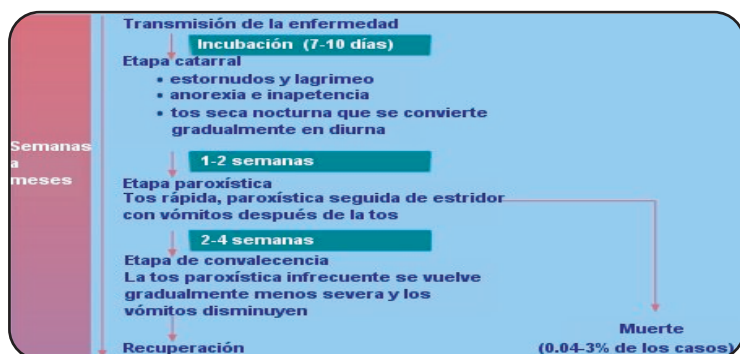 Transmisión de la enfermedad
Incubación (7-10 días)
Etapa catarral
• estornudos y lagrimeo
• anorexia e inapetencia
• tos seca nocturna que se convierte
gradualmente en diurna
Semanas
a
meses
1-2 semanas
Etapa paroxística
Tos rápida, paroxística seguida de estridor
con vómitos después de la tos
2-4 semanas
Etapa de convalecencia
La tos paroxística infrecuente se vuelve
gradualmente menos severa y los
vómitos disminuyen
Muerte
(0.04-3% de los casos)
Recuperación